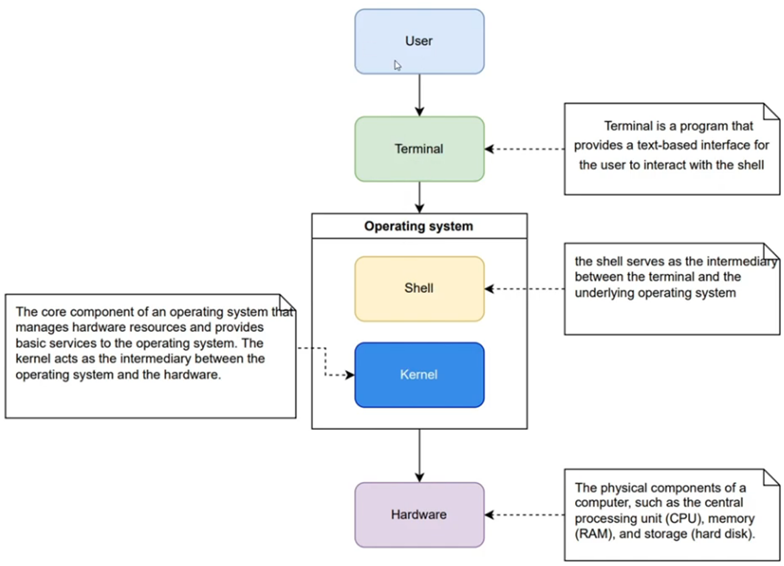 User
Terminal
Terminal is a program that
provides a text-based interface for
the user to interact with the shell
Operating system
Shell
the shell serves as the intermediary
between the terminal and the
underlying operating system
The core component of an operating system that
manages hardware resources and provides
basic services to the operating system. The
kernel acts as the intermediary between the
operating system and the hardware.
Kernel
Hardware
The physical components of a
computer, such as the central
processing unit (CPU), memory
(RAM), and storage (hard disk).